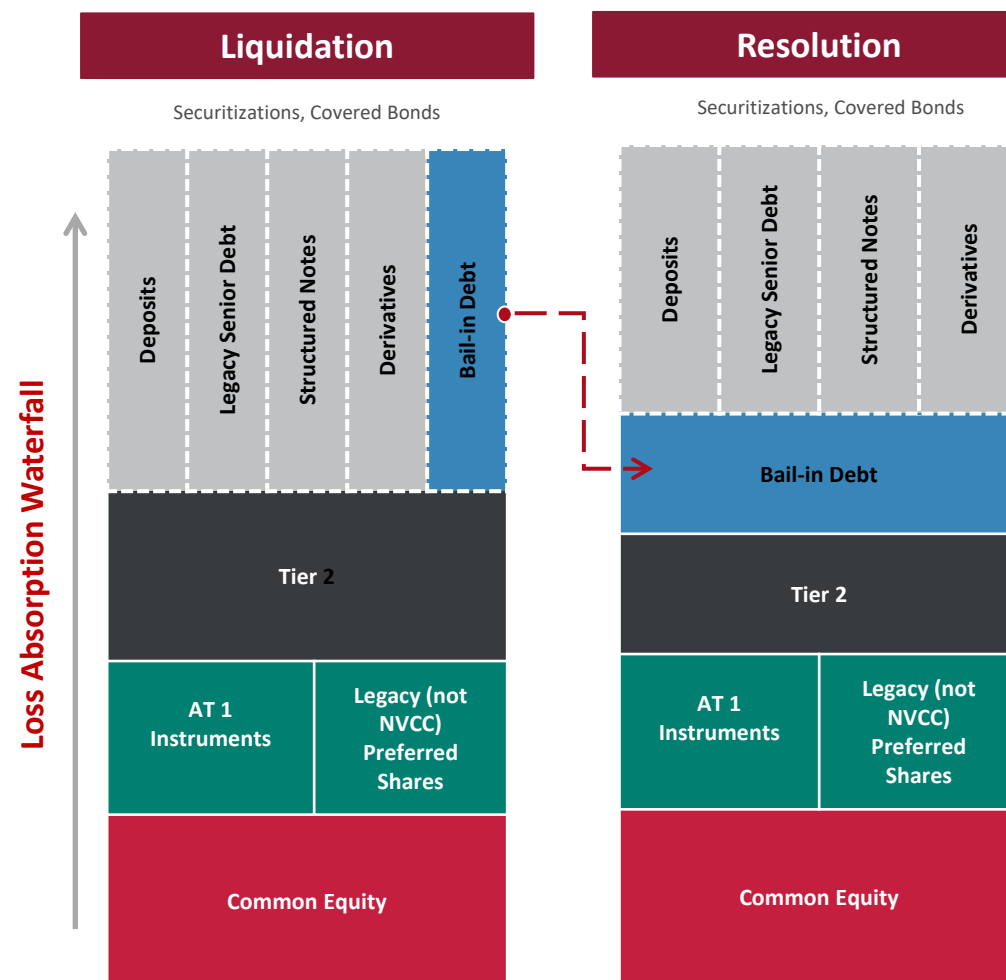 Liquidation
Securitizations, Covered Bonds
Loss Absorption Waterfall
Deposits
Legacy Senior Debt
Structured Notes
Derivatives
Bail-in Debt
Tier 2
AT 1
Instruments
Legacy (not
NVCC)
Preferred
Shares
Common Equity
Resolution
Securitizations, Covered Bonds
Deposits
Legacy Senior Debt
Structured Notes
Derivatives
Bail-in Debt
Tier 2
AT 1
Instruments
Legacy (not
NVCC)
Preferred
Shares
Common Equity